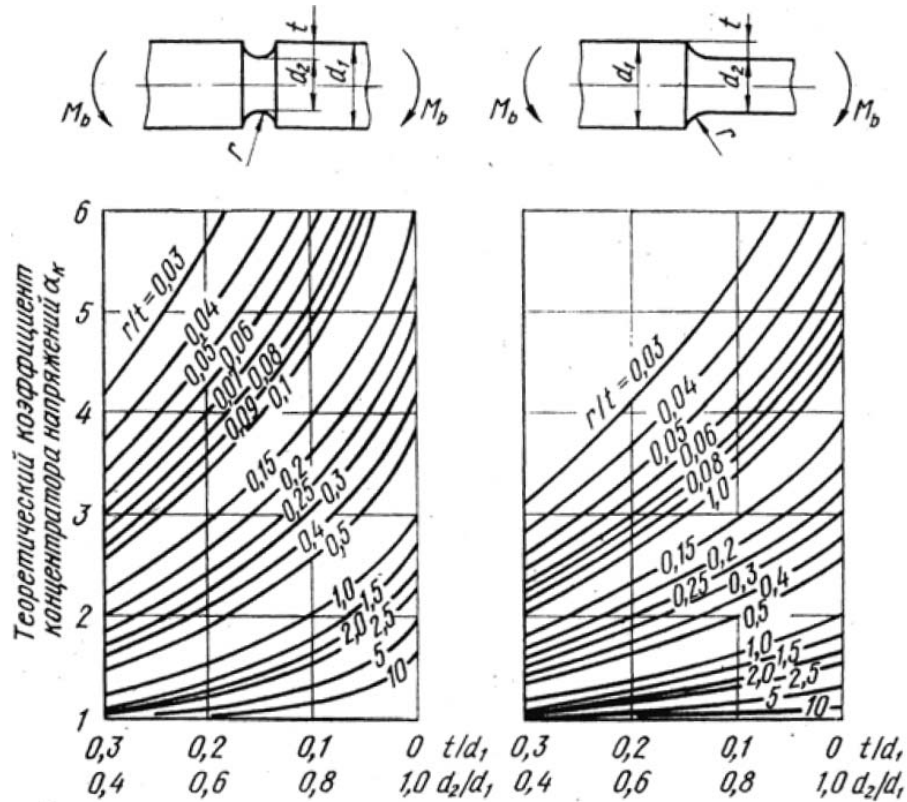 t
d₂
d₁
M_b
M_b
r
t
d₁
d₂
M_b
M_b
r
Теоретический коэффициент
концентратора напряжений α_к
6
5
4
3
2
1
r/t = 0,03
0,04
0,05
0,06
0,01
0,08
0,09
0,1
0,15
0,2
0,25
0,3
0,4
0,5
1,0
1,5
2,0
2,5
5
10
0,3 0,2 0,1 0 t/d₁
0,4 0,6 0,8 1,0 d₂/d₁
r/t = 0,03
0,04
0,05
0,06
0,08
1,0
0,15
0,2
0,25
0,3
0,4
0,5
1,0
1,5
2,0
2,5
5
10
0,3 0,2 0,1 0 t/d₁
0,4 0,6 0,8 1,0 d₂/d₁